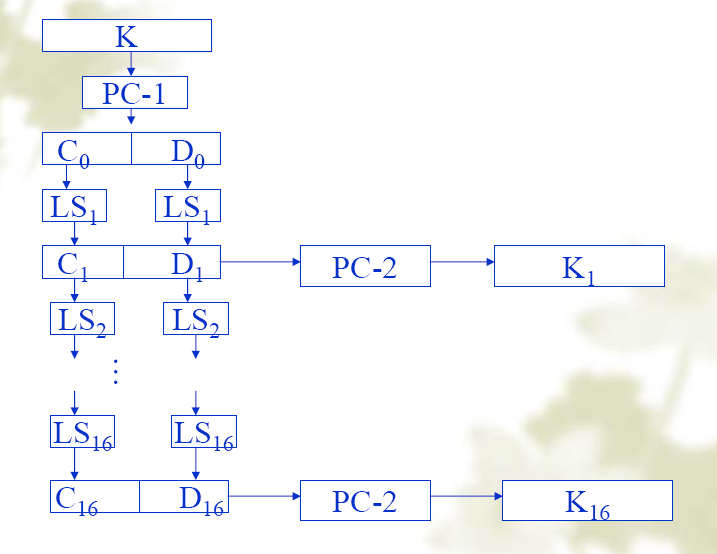 K
PC-1
C₀ D₀
LS₁ LS₁
C₁ D₁ PC-2 K₁
LS₂ LS₂
⋮
LS₁₆ LS₁₆
C₁₆ D₁₆ PC-2 K₁₆